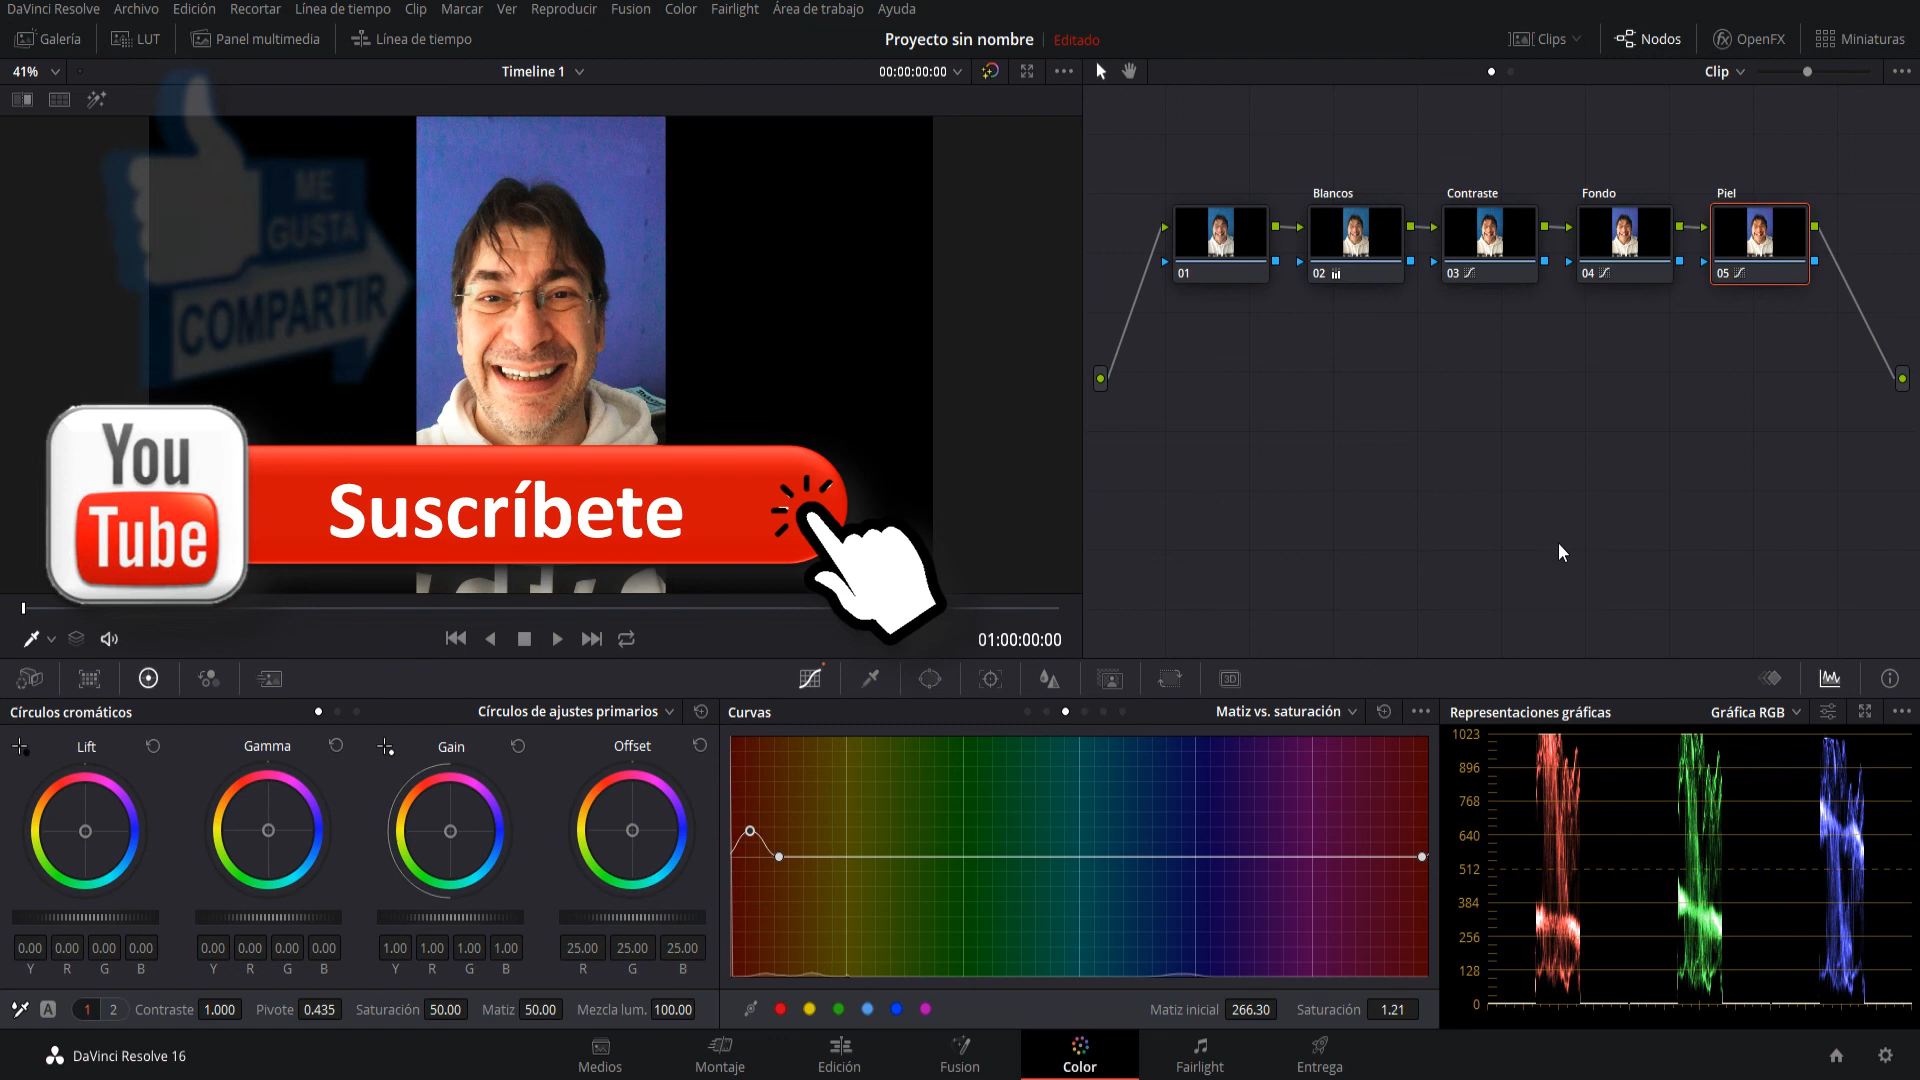 DaVinci Resolve Archivo Edición Recortar Línea de tiempo Clip Marcar Ver Reproducir Fusion Color Fairlight Área de trabajo Ayuda
Galería LUT Panel multimedia Línea de tiempo Proyecto sin nombre Editado Clips Nodos OpenFX Miniaturas
41% Timeline 1 00:00:00:00 Clip
ME
GUSTA
COMPARTIR
You
Tube
Suscríbete
01:00:00:00
Blancos Contraste Fondo Piel
01 02 03 04 05
3D
Círculos cromáticos Círculos de ajustes primarios
Lift Gamma Gain Offset
0.00 0.00 0.00 0.00 0.00 0.00 0.00 0.00 1.00 1.00 1.00 1.00 25.00 25.00 25.00
Y R G B Y R G B Y R G B R G B
A 1 2 Contraste 1.000 Pivote 0.435 Saturación 50.00 Matiz 50.00 Mezcla lum. 100.00
Curvas Matiz vs. saturación
Matiz inicial 266.30 Saturación 1.21
Representaciones gráficas Gráfica RGB
1023
896
768
640
512
384
256
128
0
DaVinci Resolve 16
Medios Montaje Edición Fusion Color Fairlight Entrega